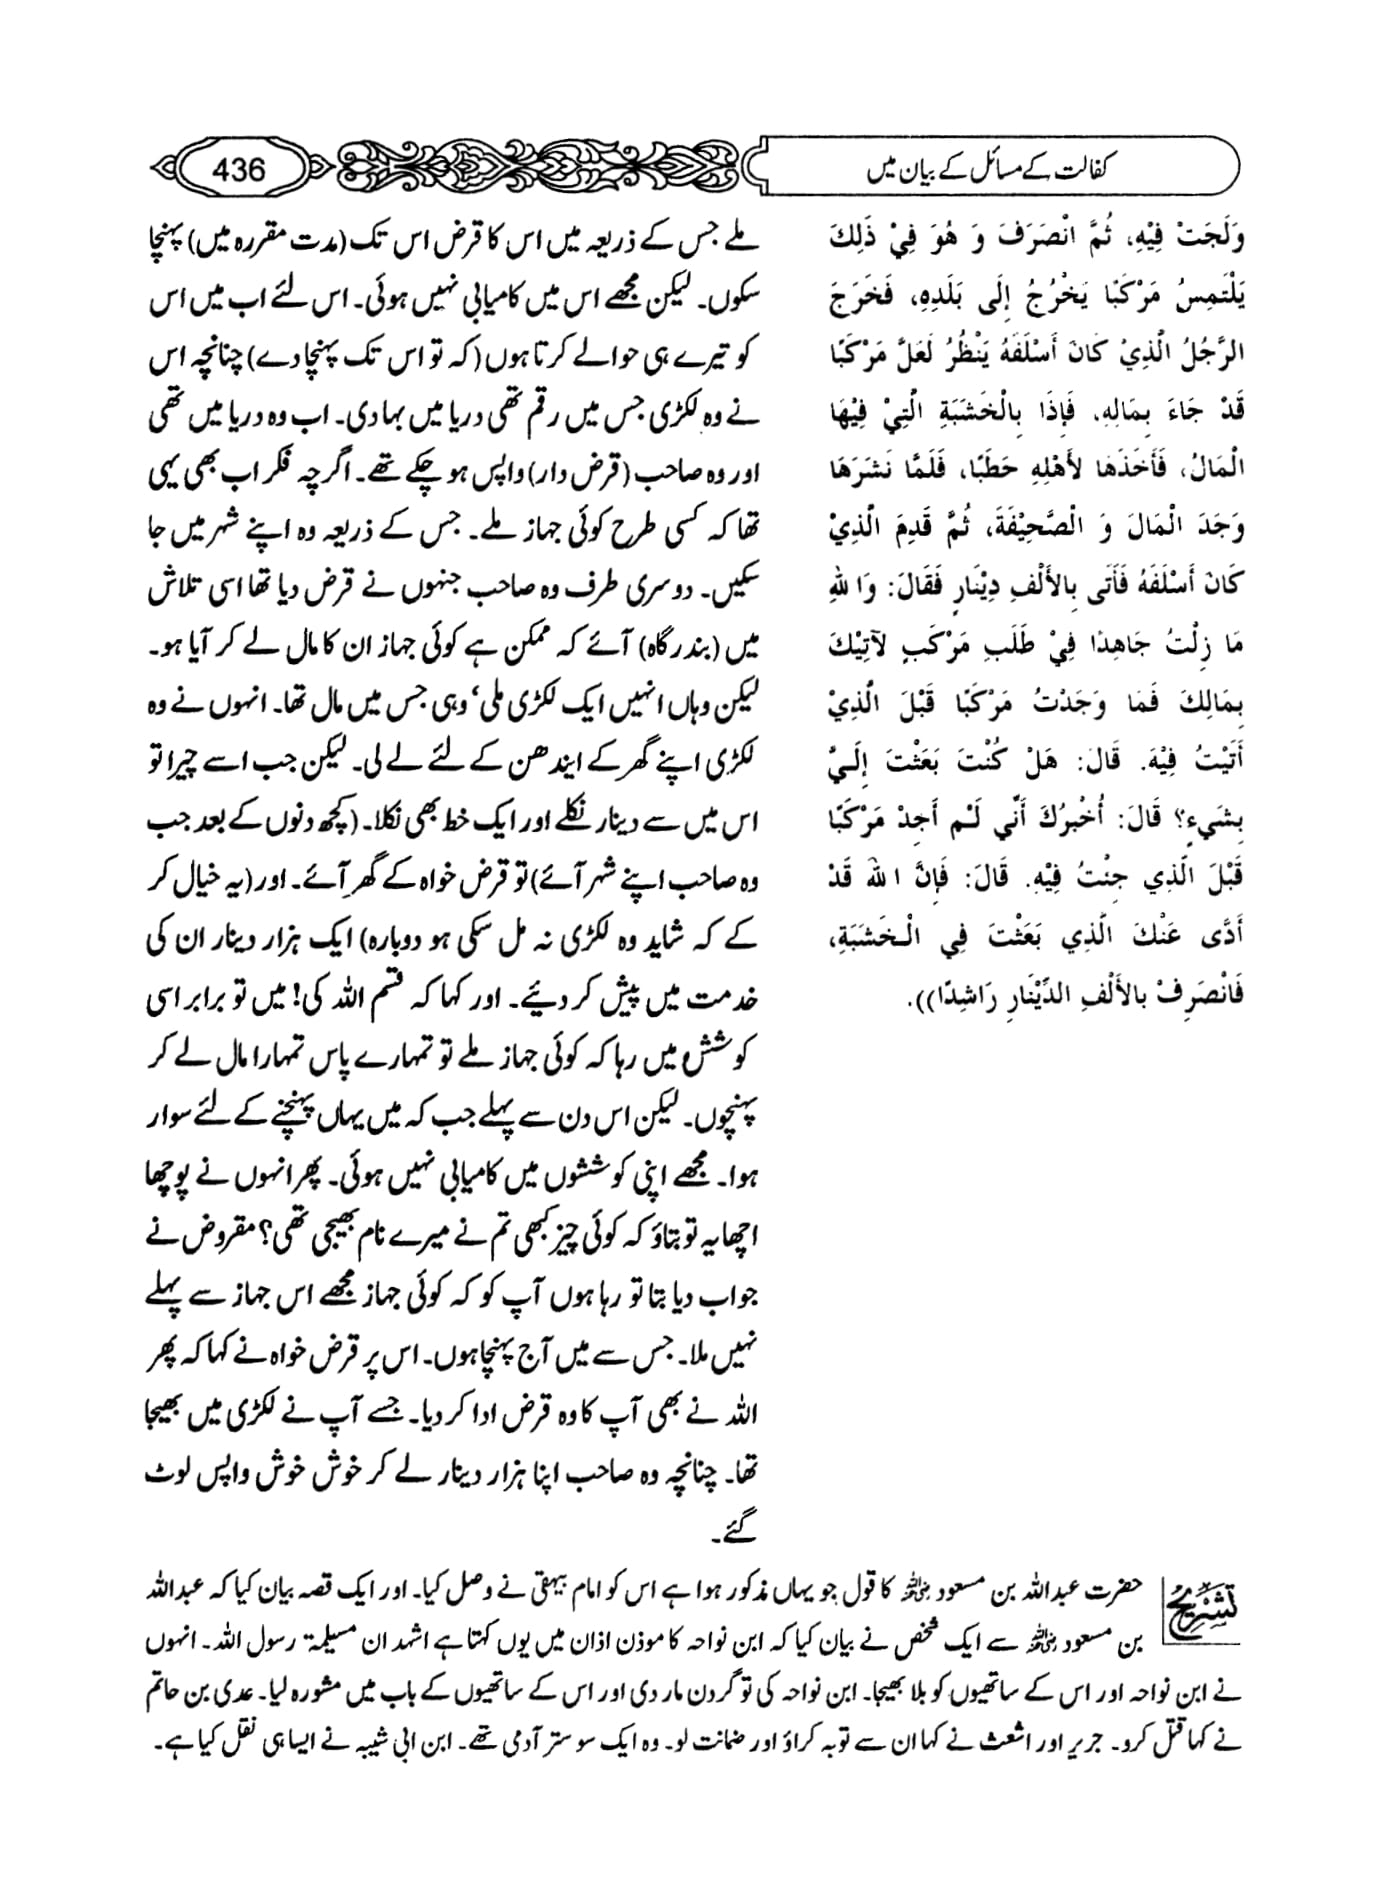 کفالت کے مسائل کے بیان میں
436
وَلَجَتْ فِيْهِ، ثُمَّ انْصَرَفَ وَ هُوَ فِيْ ذَلِكَ
يَلْتَمِسُ مَرْكَبًا يَخْرُجُ إِلَى بَلَدِهِ، فَخَرَجَ
الرَّجُلُ الَّذِيْ كَانَ أَسْلَفَهُ يَنْظُرُ لَعَلَّ مَرْكَبًا
قَدْ جَاءَ بِمَالِهِ، فَإِذَا بِالْخَشَبَةِ الَّتِيْ فِيْهَا
الْمَالُ، فَأَخَذَهَا لأَهْلِهِ حَطَبًا، فَلَمَّا نَشَرَهَا
وَجَدَ الْمَالَ وَ الصَّحِيْفَةَ، ثُمَّ قَدِمَ الَّذِيْ
كَانَ أَسْلَفَهُ فَأَتَى بِالأَلْفِ دِيْنَارٍ فَقَالَ: وَا للهِ
مَا زِلْتُ جَاهِدًا فِيْ طَلَبِ مَرْكَبٍ لآتِيْكَ
بِمَالِكَ فَمَا وَجَدْتُ مَرْكَبًا قَبْلَ الَّذِيْ
أَتَيْتُ فِيْهِ. قَالَ: هَلْ كُنْتَ بَعَثْتَ إِلَيَّ
بِشَيءٍ؟ قَالَ: أُخْبِرُكَ أَنِّي لَمْ أَجِدْ مَرْكَبًا
قَبْلَ الَّذِي جِئْتُ فِيْهِ. قَالَ: فَإِنَّ ا للهَ قَدْ
أَدَّى عَنْكَ الَّذِي بَعَثْتَ فِي الْخَشَبَةِ،
فَانْصَرِفْ بِالأَلْفِ الدِّيْنَارِ رَاشِدًا)).
ملے جس کے ذریعہ میں اس کا قرض اس تک (مدت مقررہ میں) پہنچا
سکوں۔ لیکن مجھے اس میں کامیابی نہیں ہوئی۔ اس لئے اب میں اس
کو تیرے ہی حوالے کرتا ہوں (کہ تو اس تک پہنچا دے) چنانچہ اس
نے وہ لکڑی جس میں رقم تھی دریا میں بہا دی۔ اب وہ دریا میں تھی
اور وہ صاحب (قرض دار) واپس ہو چکے تھے۔ اگرچہ فکر اب بھی یہی
تھا کہ کسی طرح کوئی جہاز ملے۔ جس کے ذریعہ وہ اپنے شہر میں جا
سکیں۔ دوسری طرف وہ صاحب جنہوں نے قرض دیا تھا اسی تلاش
میں (بندرگاہ) آئے کہ ممکن ہے کوئی جہاز ان کا مال لے کر آیا ہو۔
لیکن وہاں انہیں ایک لکڑی ملی‘ وہی جس میں مال تھا۔ انہوں نے وہ
لکڑی اپنے گھر کے ایندھن کے لئے لے لی۔ لیکن جب اسے چیرا تو
اس میں سے دینار نکلے اور ایک خط بھی نکلا۔ (کچھ دنوں کے بعد جب
وہ صاحب اپنے شہر آئے) تو قرض خواہ کے گھر آئے۔ اور (یہ خیال کر
کے کہ شاید وہ لکڑی نہ مل سکی ہو دوبارہ) ایک ہزار دینار ان کی
خدمت میں پیش کر دیئے۔ اور کہا کہ قسم اللہ کی! میں تو برابر اسی
کوشش میں رہا کہ کوئی جہاز ملے تو تمہارے پاس تمہارا مال لے کر
پہنچوں۔ لیکن اس دن سے پہلے جب کہ میں یہاں پہنچنے کے لئے سوار
ہوا۔ مجھے اپنی کوششوں میں کامیابی نہیں ہوئی۔ پھر انہوں نے پوچھا
اچھا یہ تو بتاؤ کہ کوئی چیز کبھی تم نے میرے نام بھیجی تھی؟ مقروض نے
جواب دیا بتا تو رہا ہوں آپ کو کہ کوئی جہاز مجھے اس جہاز سے پہلے
نہیں ملا۔ جس سے میں آج پہنچا ہوں۔ اس پر قرض خواہ نے کہا کہ پھر
اللہ نے بھی آپ کا وہ قرض ادا کر دیا۔ جسے آپ نے لکڑی میں بھیجا
تھا۔ چنانچہ وہ صاحب اپنا ہزار دینار لے کر خوش خوش واپس لوٹ
گئے۔
تشریح حضرت عبداللہ بن مسعود رضی اللہ عنہ کا قول جو یہاں مذکور ہوا ہے اس کو امام بیہقی نے وصل کیا۔ اور ایک قصہ بیان کیا کہ عبداللہ
بن مسعود رضی اللہ عنہ سے ایک شخص نے بیان کیا کہ ابن نواحہ کا موذن اذان میں یوں کہتا ہے اشہد ان مسیلمۃ رسول اللہ۔ انہوں
نے ابن نواحہ اور اس کے ساتھیوں کو بلا بھیجا۔ ابن نواحہ کی تو گردن مار دی اور اس کے ساتھیوں کے باب میں مشورہ لیا۔ عدی بن حاتم
نے کہا قتل کرو۔ جریر اور اشعث نے کہا ان سے توبہ کراؤ اور ضمانت لو۔ وہ ایک سو ستر آدمی تھے۔ ابن ابی شیبہ نے ایسا ہی نقل کیا ہے۔